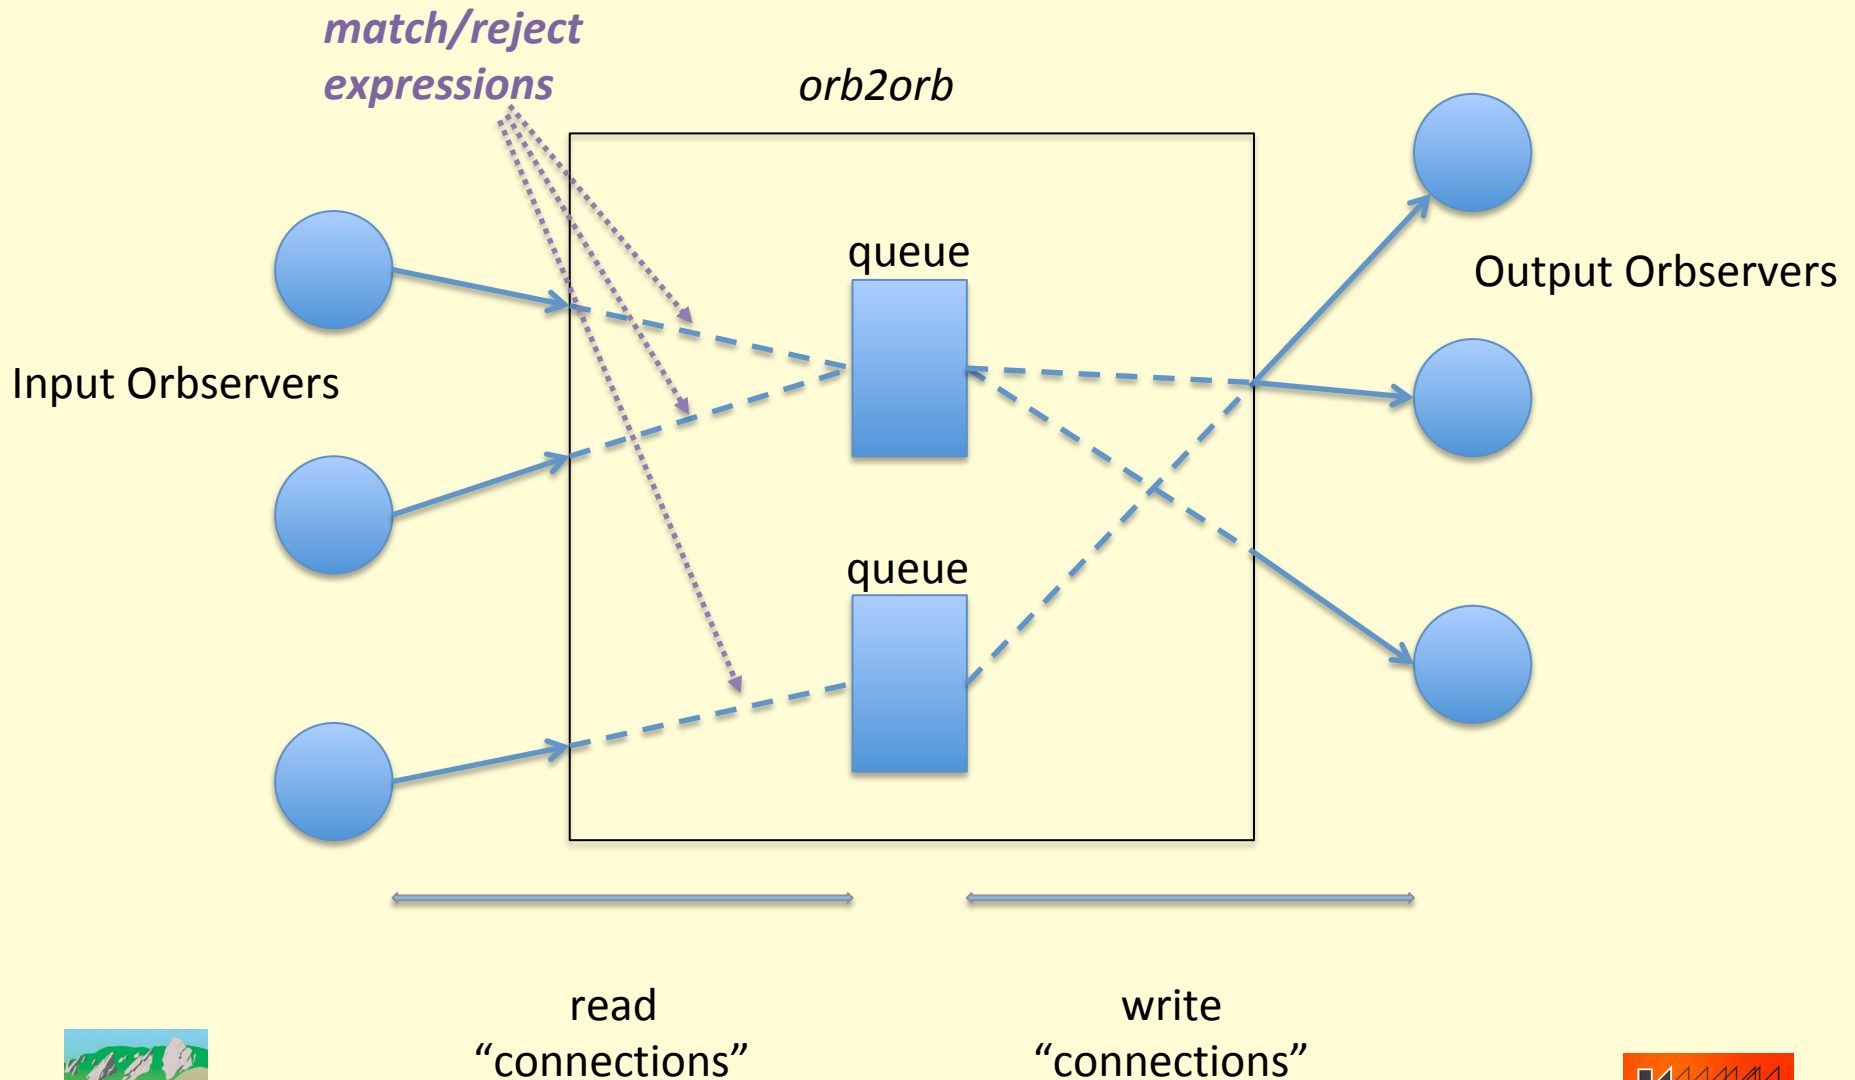 match/reject
expressions
orb2orb
queue
Output Orbservers
Input Orbservers
queue
read
“connections”
write
“connections”